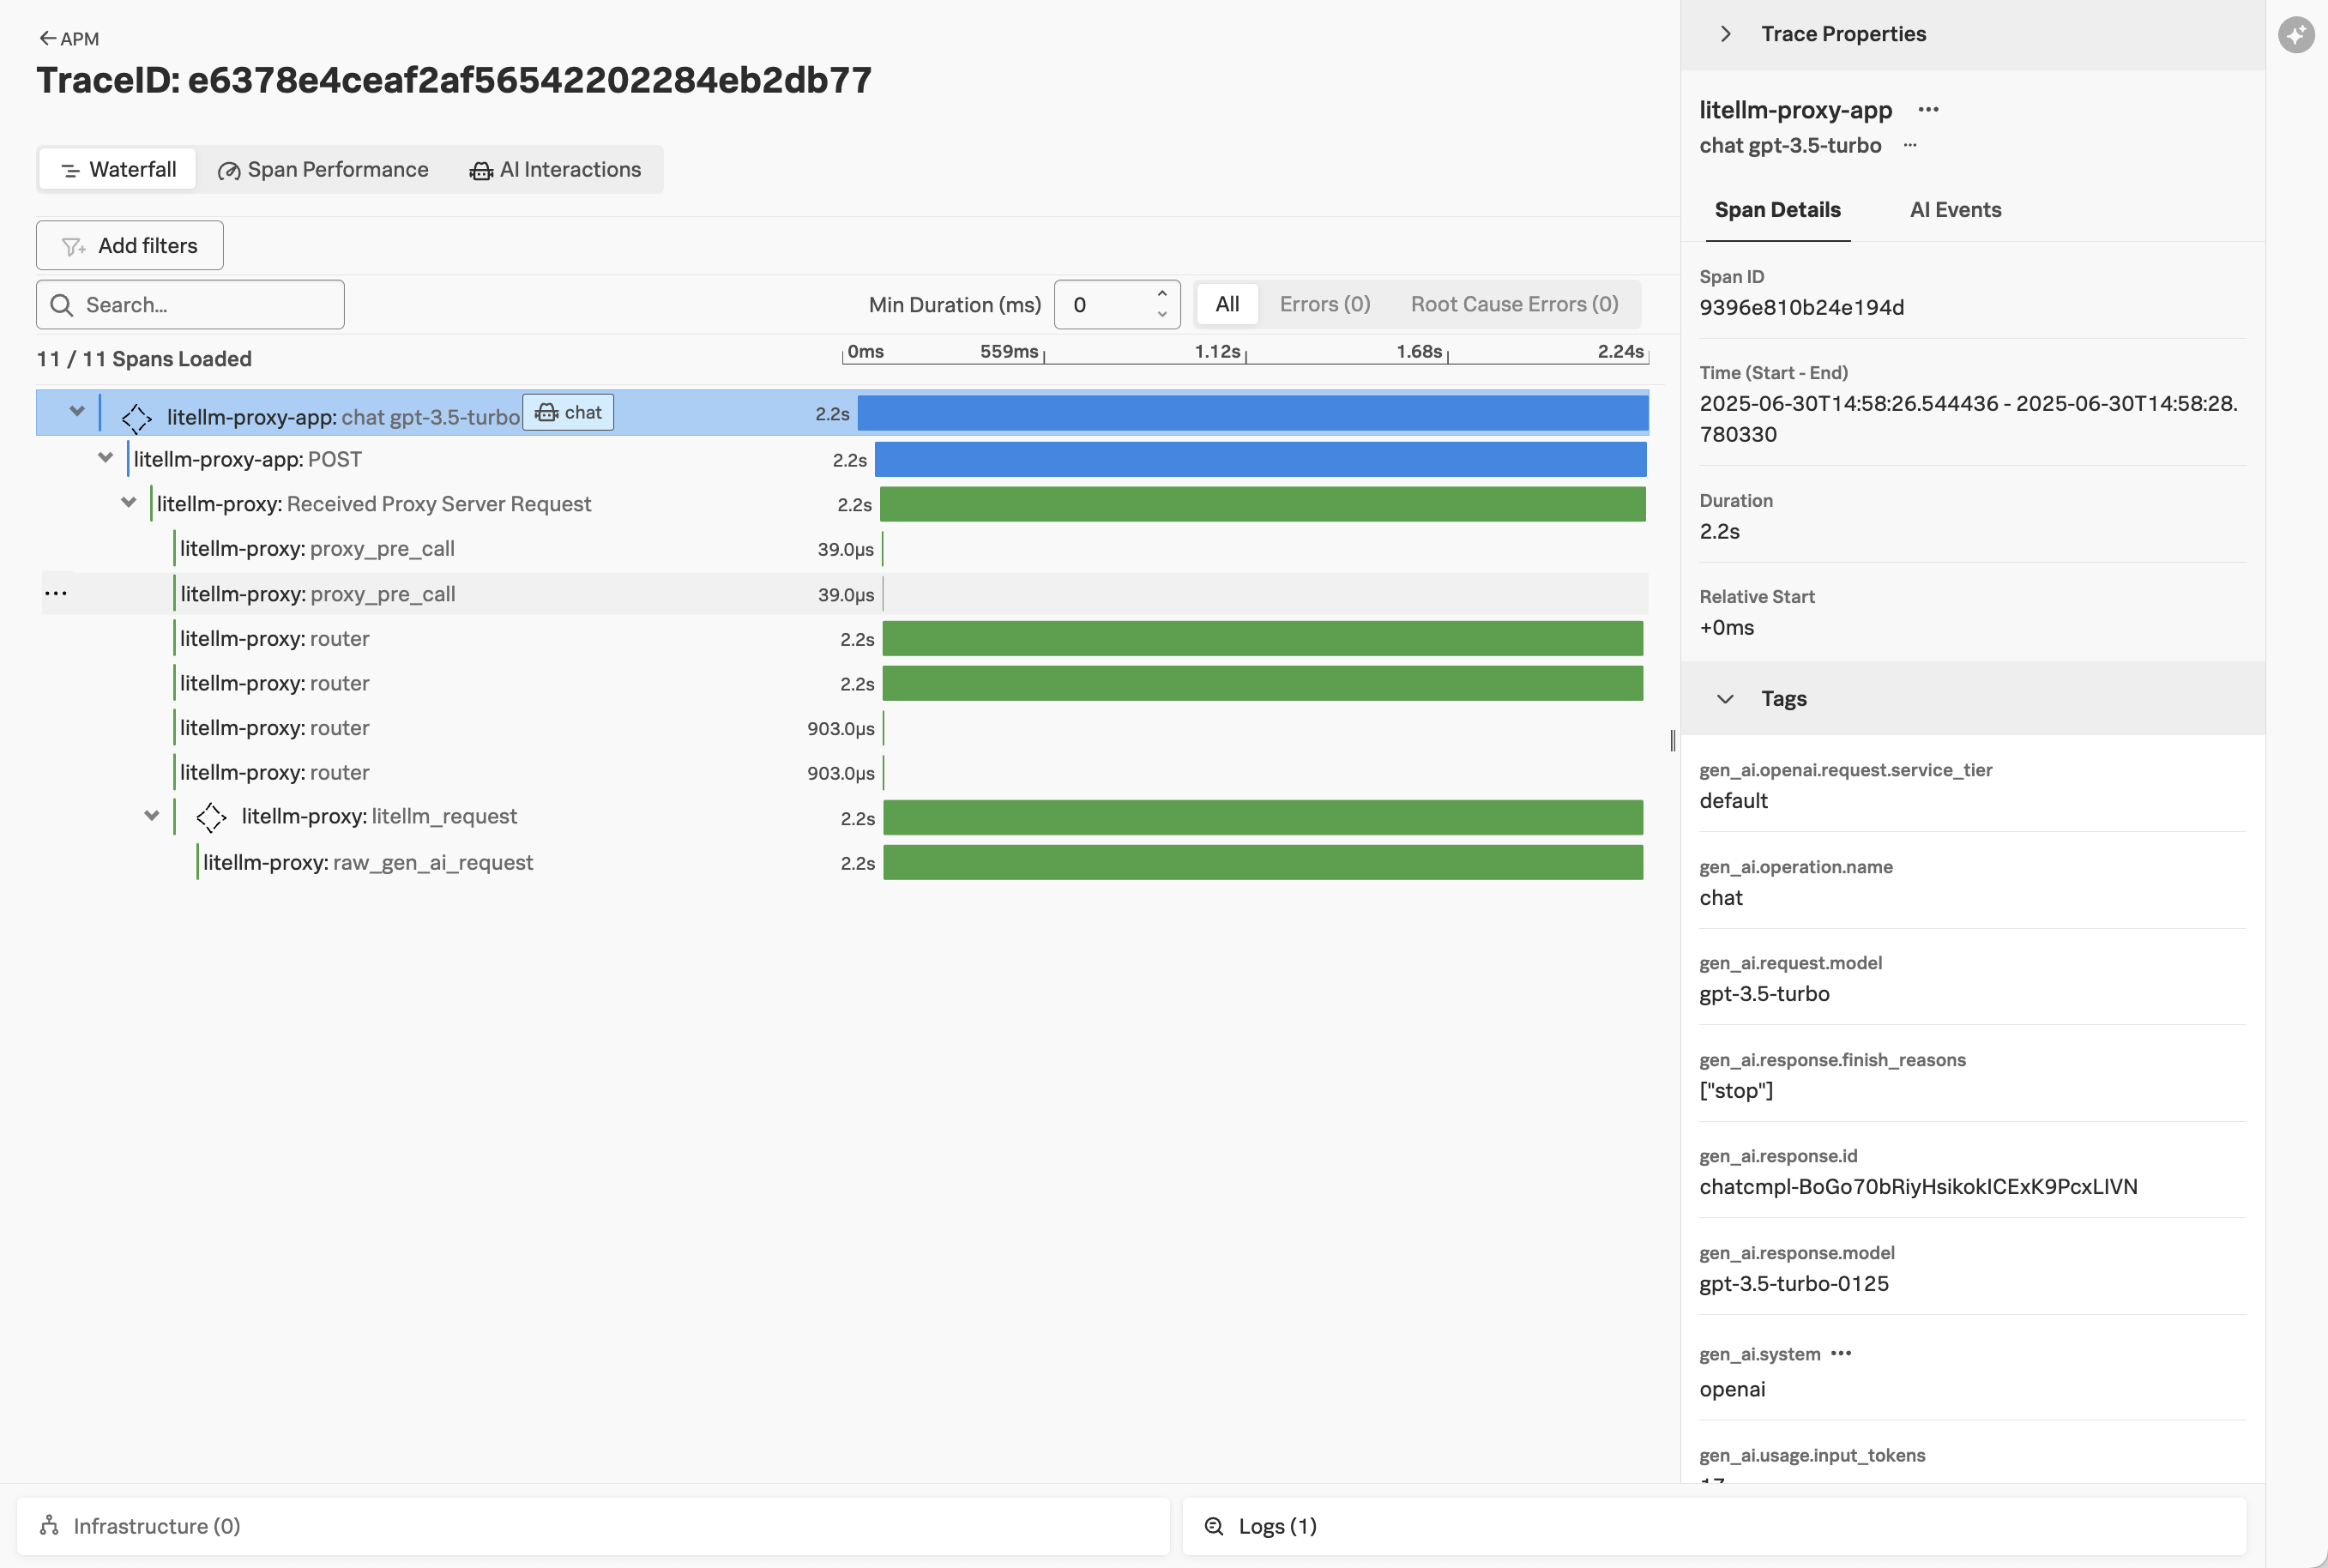 APM
TraceID: e6378e4ceaf2af56542202284eb2db77
Waterfall
Span Performance
AI Interactions
Add filters
Search...
Min Duration (ms)
0
All
Errors (0)
Root Cause Errors (0)
11 / 11 Spans Loaded
0ms
559ms
1.12s
1.68s
2.24s
litellm-proxy-app: chat gpt-3.5-turbo
chat
2.2s
litellm-proxy-app: POST
2.2s
litellm-proxy: Received Proxy Server Request
2.2s
litellm-proxy: proxy_pre_call
39.0µs
litellm-proxy: proxy_pre_call
39.0µs
litellm-proxy: router
2.2s
litellm-proxy: router
2.2s
litellm-proxy: router
903.0µs
litellm-proxy: router
903.0µs
litellm-proxy: litellm_request
2.2s
litellm-proxy: raw_gen_ai_request
2.2s
Infrastructure (0)
Logs (1)
Trace Properties
litellm-proxy-app
chat gpt-3.5-turbo
Span Details
AI Events
Span ID
9396e810b24e194d
Time (Start - End)
2025-06-30T14:58:26.544436 - 2025-06-30T14:58:28.
780330
Duration
2.2s
Relative Start
+0ms
Tags
gen_ai.openai.request.service_tier
default
gen_ai.operation.name
chat
gen_ai.request.model
gpt-3.5-turbo
gen_ai.response.finish_reasons
["stop"]
gen_ai.response.id
chatcmpl-BoGo70bRiyHsikokICExK9PcxLIVN
gen_ai.response.model
gpt-3.5-turbo-0125
gen_ai.system
openai
gen_ai.usage.input_tokens